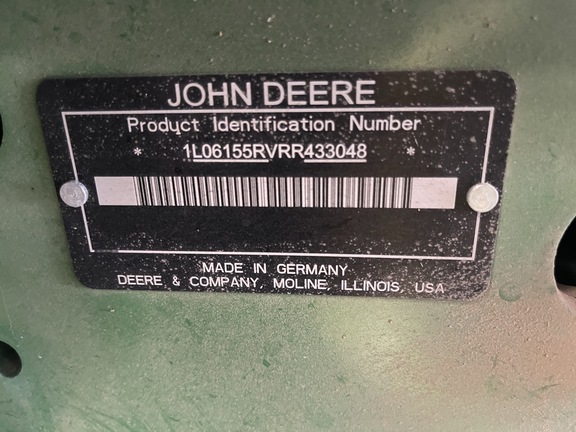 JOHN DEERE
Product Identification Number
* 1L06155RVRR433048 *
MADE IN GERMANY
DEERE & COMPANY, MOLINE, ILLINOIS, USA